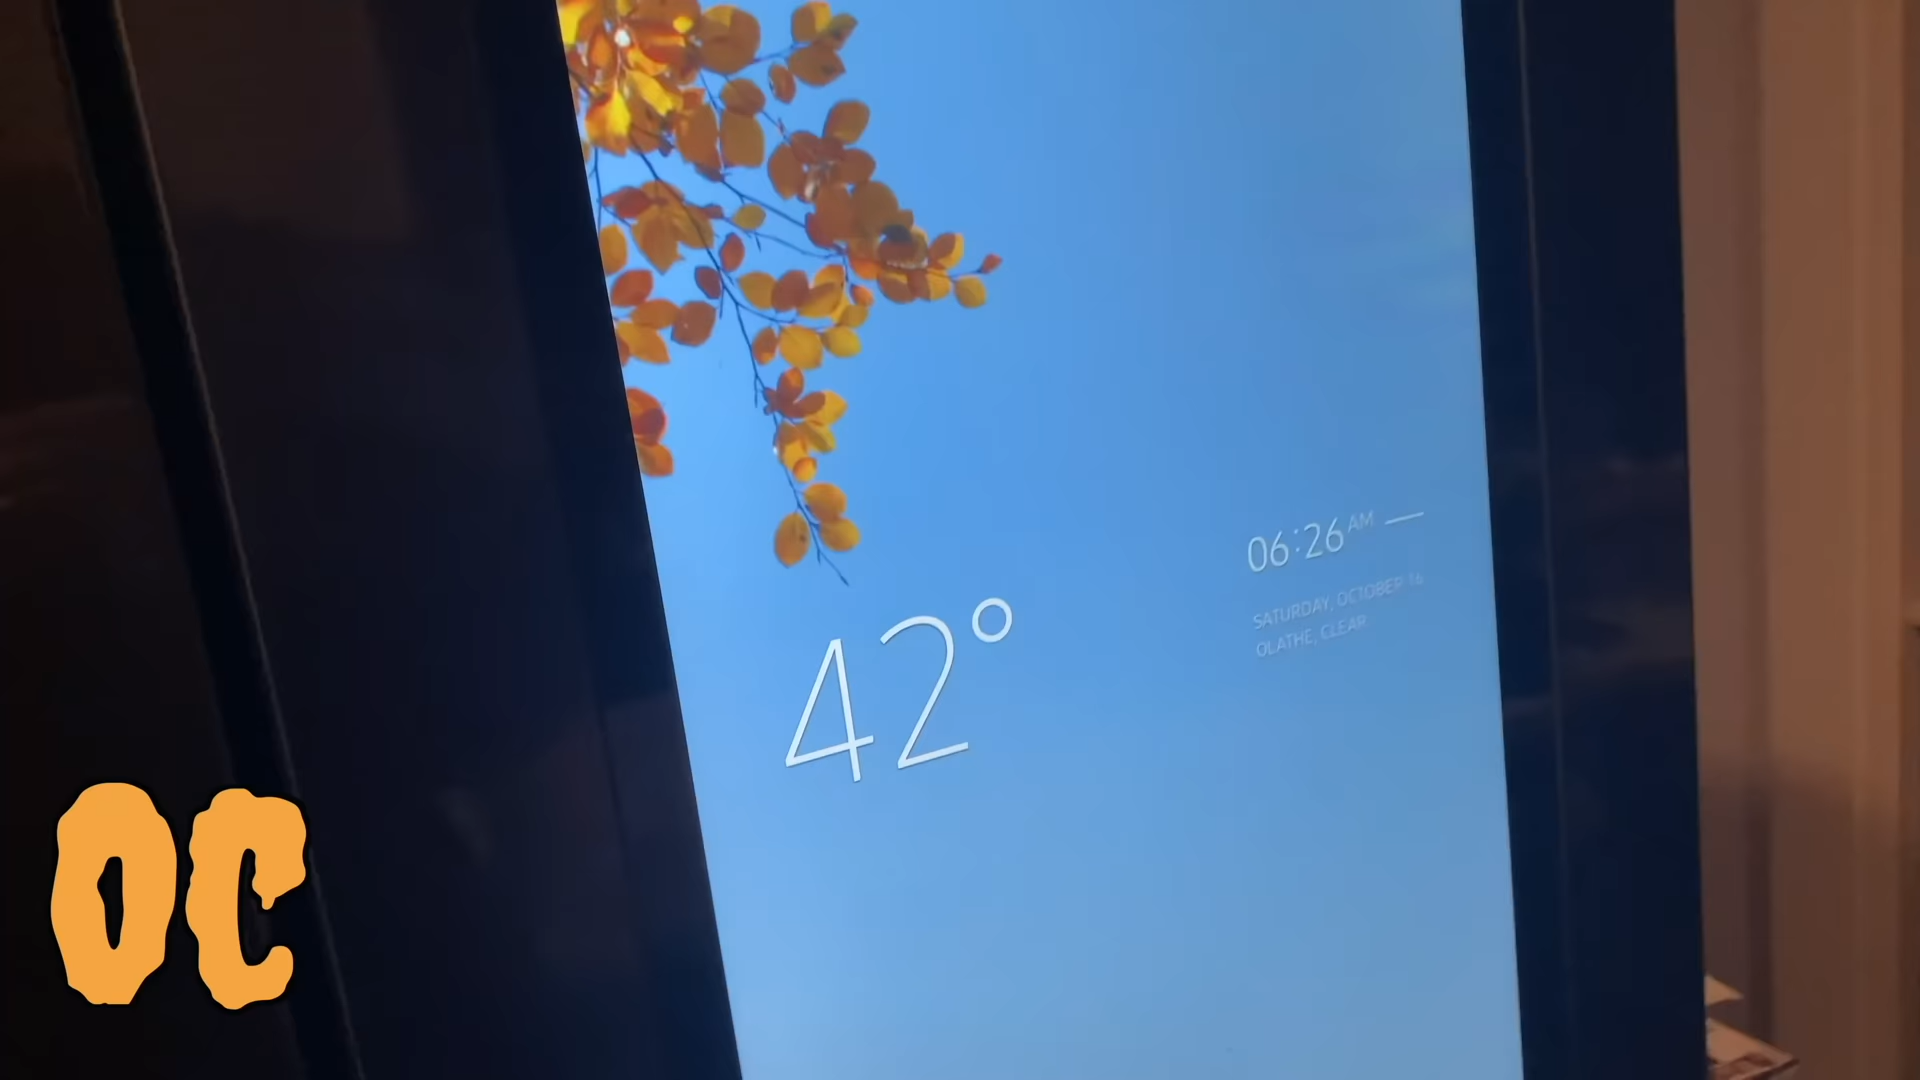 06:26 AM
SATURDAY, OCTOBER 16
OLATHE, CLEAR
42°
OC